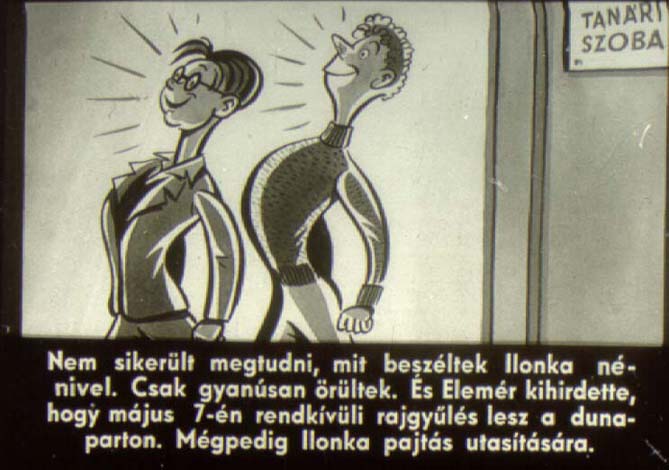 TANÁRI
SZOBA
Nem sikerült megtudni, mit beszéltek Ilonka né-
nivel. Csak gyanúsan örültek. És Elemér kihirdette,
hogy május 7-én rendkívüli rajgyűlés lesz a duna-
parton. Mégpedig Ilonka pajtás utasítására.